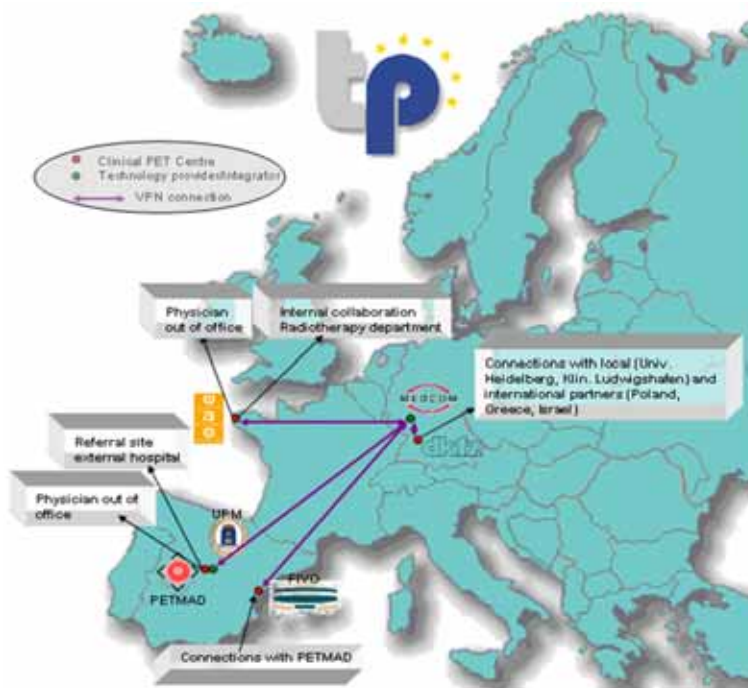 tp
Clinical PET Centre
Technology provider/integrator
VPN connection
Physician
out of office
Internal collaboration
Radiotherapy department
Connections with local (Univ.
Heidelberg, Klin. Ludwigshafen) and
international partners (Poland,
Greece, Israel)
MEDCOM
dkfz
Referral site
external hospital
Physician out of
office
UPM
PETMAD
FIVO
Connections with PETMAD